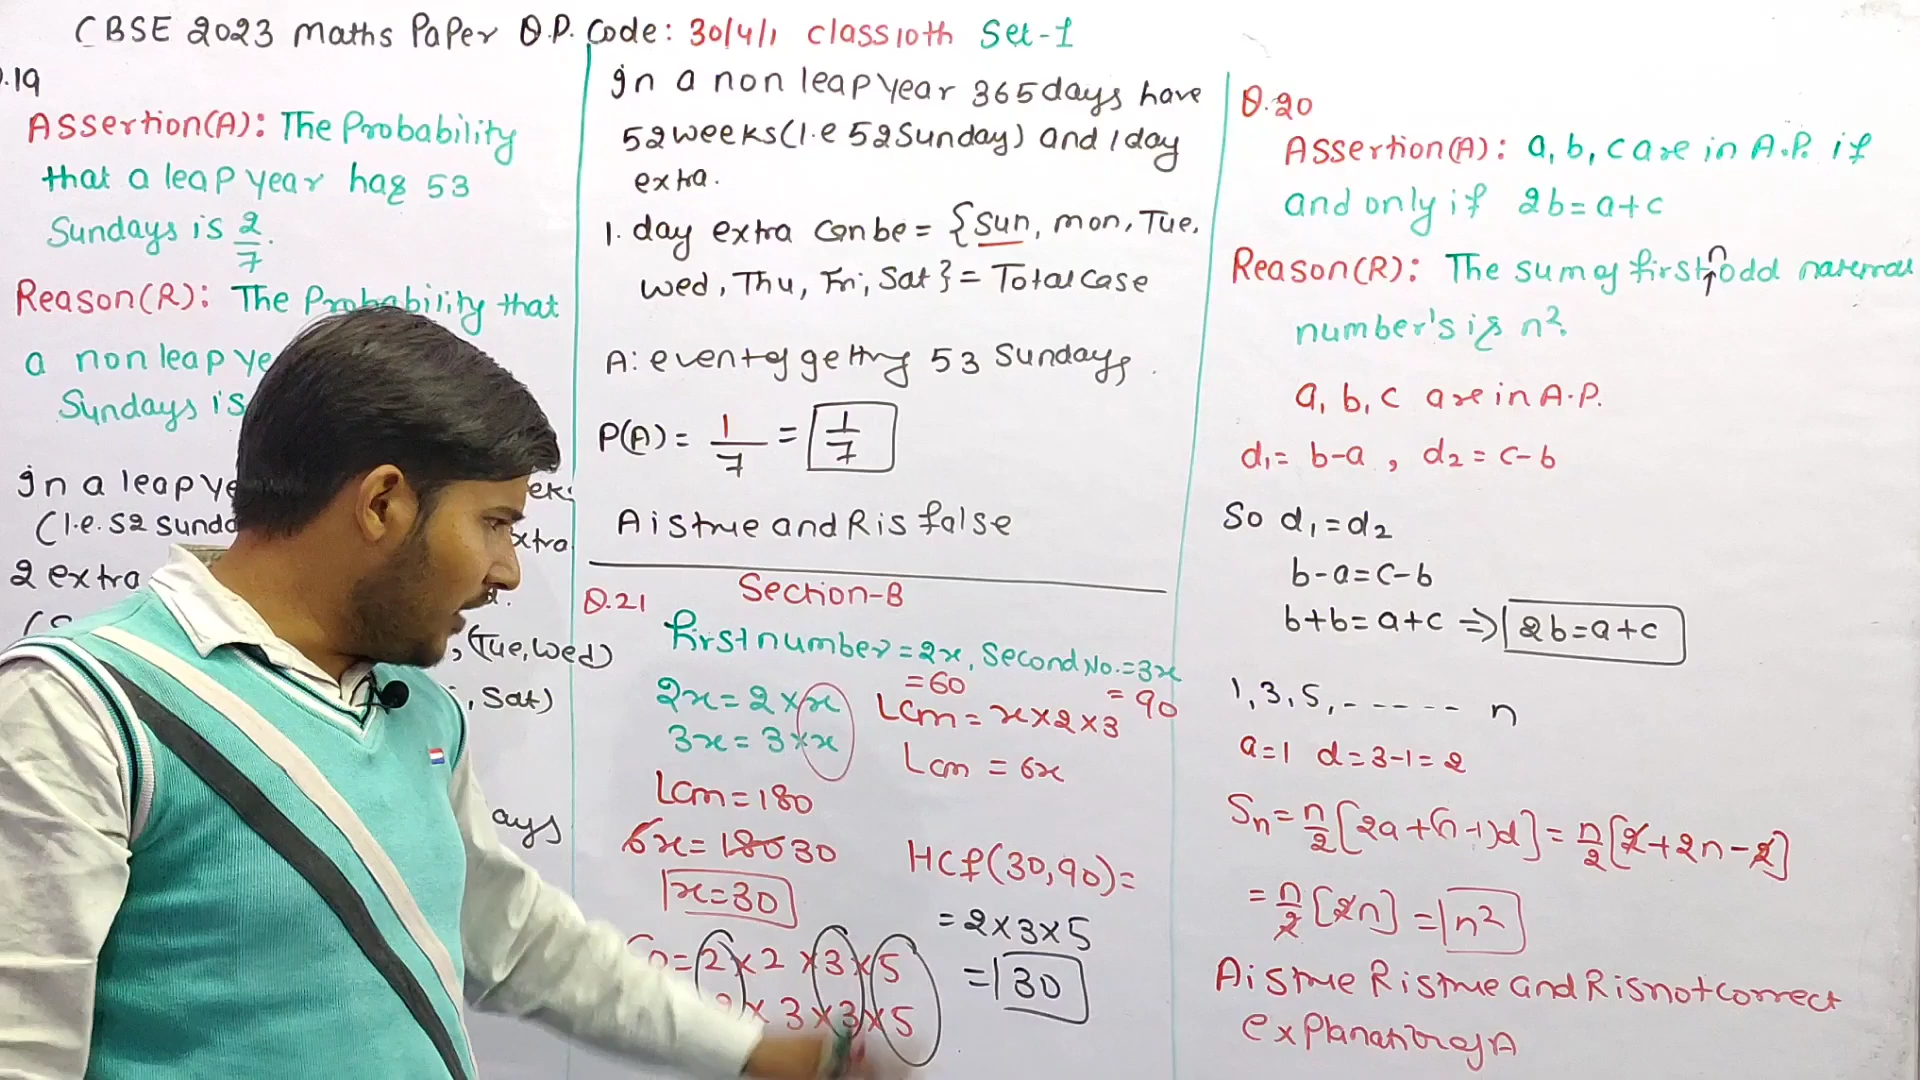 CBSE 2023 Maths Paper Q.P. Code: 30/4/1 class 10th Set-1
.19
Assertion(A): The Probability
that a leap year has 53
Sundays is 2/7.
Reason(R): The Probability that
a non leap ye
Sundays is
In a leap ye
(I.e. 52 sund
xtra
2 extra
, (Tue, Wed)
, Sat)
ays
In a non leap year 365 days have
52 weeks (I.e 52 Sunday) and 1 day
extra.
1. day extra can be = {Sun, mon, Tue,
Wed, Thu, Fri, Sat} = Total case
A: event of getting 53 Sundays.
P(A) = 1/7 = 1/7
A is true and R is false
Section-B
Q.21
First number = 2x, Second No. = 3x
= 60
= 90
2x = 2 × x
3x = 3 × x
Lcm = x × 2 × 3
Lcm = 6x
Lcm = 180
6x = 180 30
x = 30
HCf (30, 90) =
= 2 × 3 × 5
= 30
= 2 × 2 × 3 × 5
× 3 × 3 × 5
Q.20
Assertion(A): a, b, c are in A.P. if
and only if 2b = a + c
Reason(R): The sum of first n odd natural
number's is n².
a, b, c are in A.P.
d₁ = b - a, d₂ = c - b
So d₁ = d₂
b - a = c - b
b + b = a + c ⇒ 2b = a + c
1, 3, 5, - - - - - n
a = 1 d = 3 - 1 = 2
Sn = n/2 [2a + (n - 1)d] = n/2 [2 + 2n - 2]
= n/2 [2n] = n²
A is true R is true and R is not correct
explanation of A